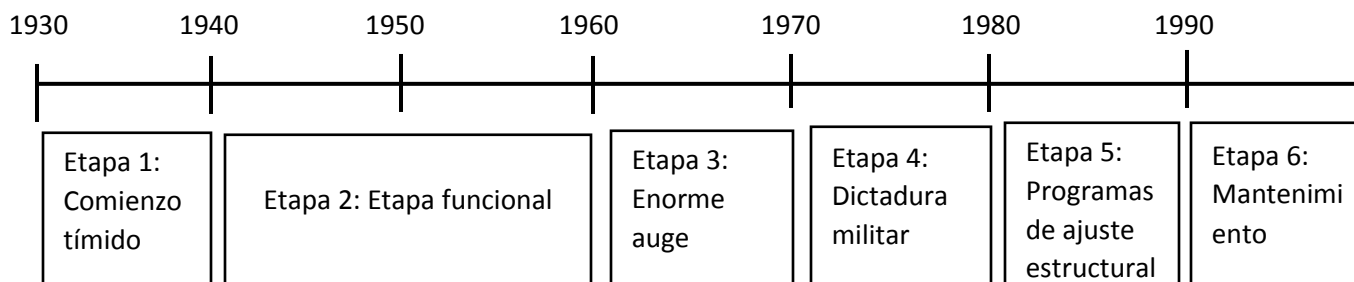 1930 1940 1950 1960 1970 1980 1990
Etapa 1:
Comienzo
tímido
Etapa 2: Etapa funcional
Etapa 3:
Enorme
auge
Etapa 4:
Dictadura
militar
Etapa 5:
Programas
de ajuste
estructural
Etapa 6:
Mantenimi
ento